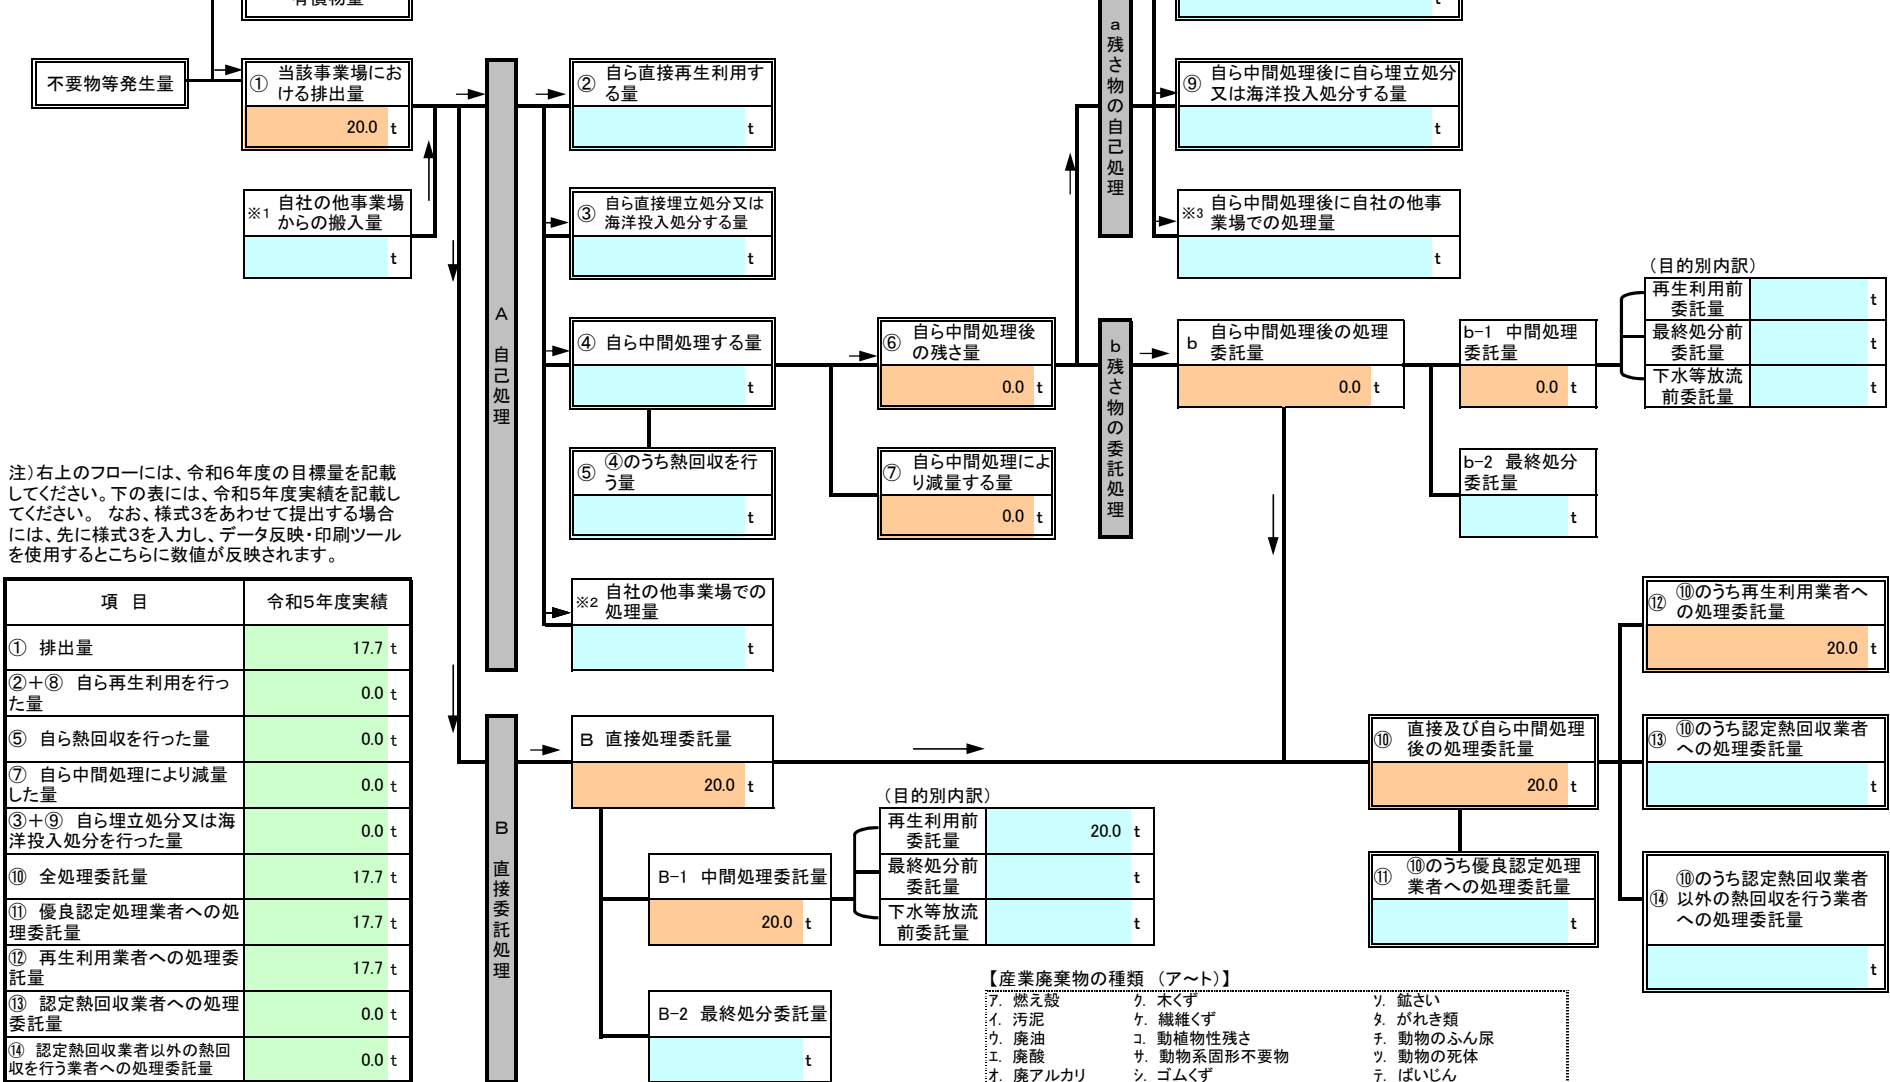 有償物量
t
不要物等発生量
① 当該事業場にお
ける排出量
20.0 t
※1 自社の他事業場
からの搬入量
t
A 自己処理
② 自ら直接再生利用す
る量
t
③ 自ら直接埋立処分又は
海洋投入処分する量
t
④ 自ら中間処理する量
t
⑤ ④のうち熱回収を行
う量
t
※2 自社の他事業場での
処理量
t
⑥ 自ら中間処理後
の残さ量
0.0 t
⑦ 自ら中間処理によ
り減量する量
0.0 t
a 残さ物の自己処理
⑨ 自ら中間処理後に自ら埋立処分
又は海洋投入処分する量
t
※3 自ら中間処理後に自社の他事
業場での処理量
t
b 残さ物の委託処理
b 自ら中間処理後の処理
委託量
0.0 t
b-1 中間処理
委託量
0.0 t
(目的別内訳)
再生利用前
委託量
t
最終処分前
委託量
t
下水等放流
前委託量
t
b-2 最終処分
委託量
t
注)右上のフローには、令和6年度の目標量を記載
してください。下の表には、令和5年度実績を記載し
てください。 なお、様式3をあわせて提出する場合
には、先に様式3を入力し、データ反映・印刷ツール
を使用するとこちらに数値が反映されます。
項 目 令和5年度実績
① 排出量 17.7 t
②+⑧ 自ら再生利用を行っ
た量 0.0 t
⑤ 自ら熱回収を行った量 0.0 t
⑦ 自ら中間処理により減量
した量 0.0 t
③+⑨ 自ら埋立処分又は海
洋投入処分を行った量 0.0 t
⑩ 全処理委託量 17.7 t
⑪ 優良認定処理業者への処
理委託量 17.7 t
⑫ 再生利用業者への処理委
託量 17.7 t
⑬ 認定熱回収業者への処理
委託量 0.0 t
⑭ 認定熱回収業者以外の熱回
収を行う業者への処理委託量 0.0 t
B 直接委託処理
B 直接処理委託量
20.0 t
B-1 中間処理委託量
20.0 t
(目的別内訳)
再生利用前
委託量
20.0 t
最終処分前
委託量
t
下水等放流
前委託量
t
B-2 最終処分委託量
t
⑩ 直接及び自ら中間処理
後の処理委託量
20.0 t
⑪ ⑩のうち優良認定処理
業者への処理委託量
t
⑫ ⑩のうち再生利用業者へ
の処理委託量
20.0 t
⑬ ⑩のうち認定熱回収業者
への処理委託量
t
⑭ ⑩のうち認定熱回収業者
以外の熱回収を行う業者
への処理委託量
t
【産業廃棄物の種類 (ア~ト)】
ア. 燃え殻 ク. 木くず ソ. 鉱さい
イ. 汚泥 ケ. 繊維くず タ. がれき類
ウ. 廃油 コ. 動植物性残さ チ. 動物のふん尿
エ. 廃酸 サ. 動物系固形不要物 ツ. 動物の死体
オ. 廃アルカリ シ. ゴムくず テ. ばいじん